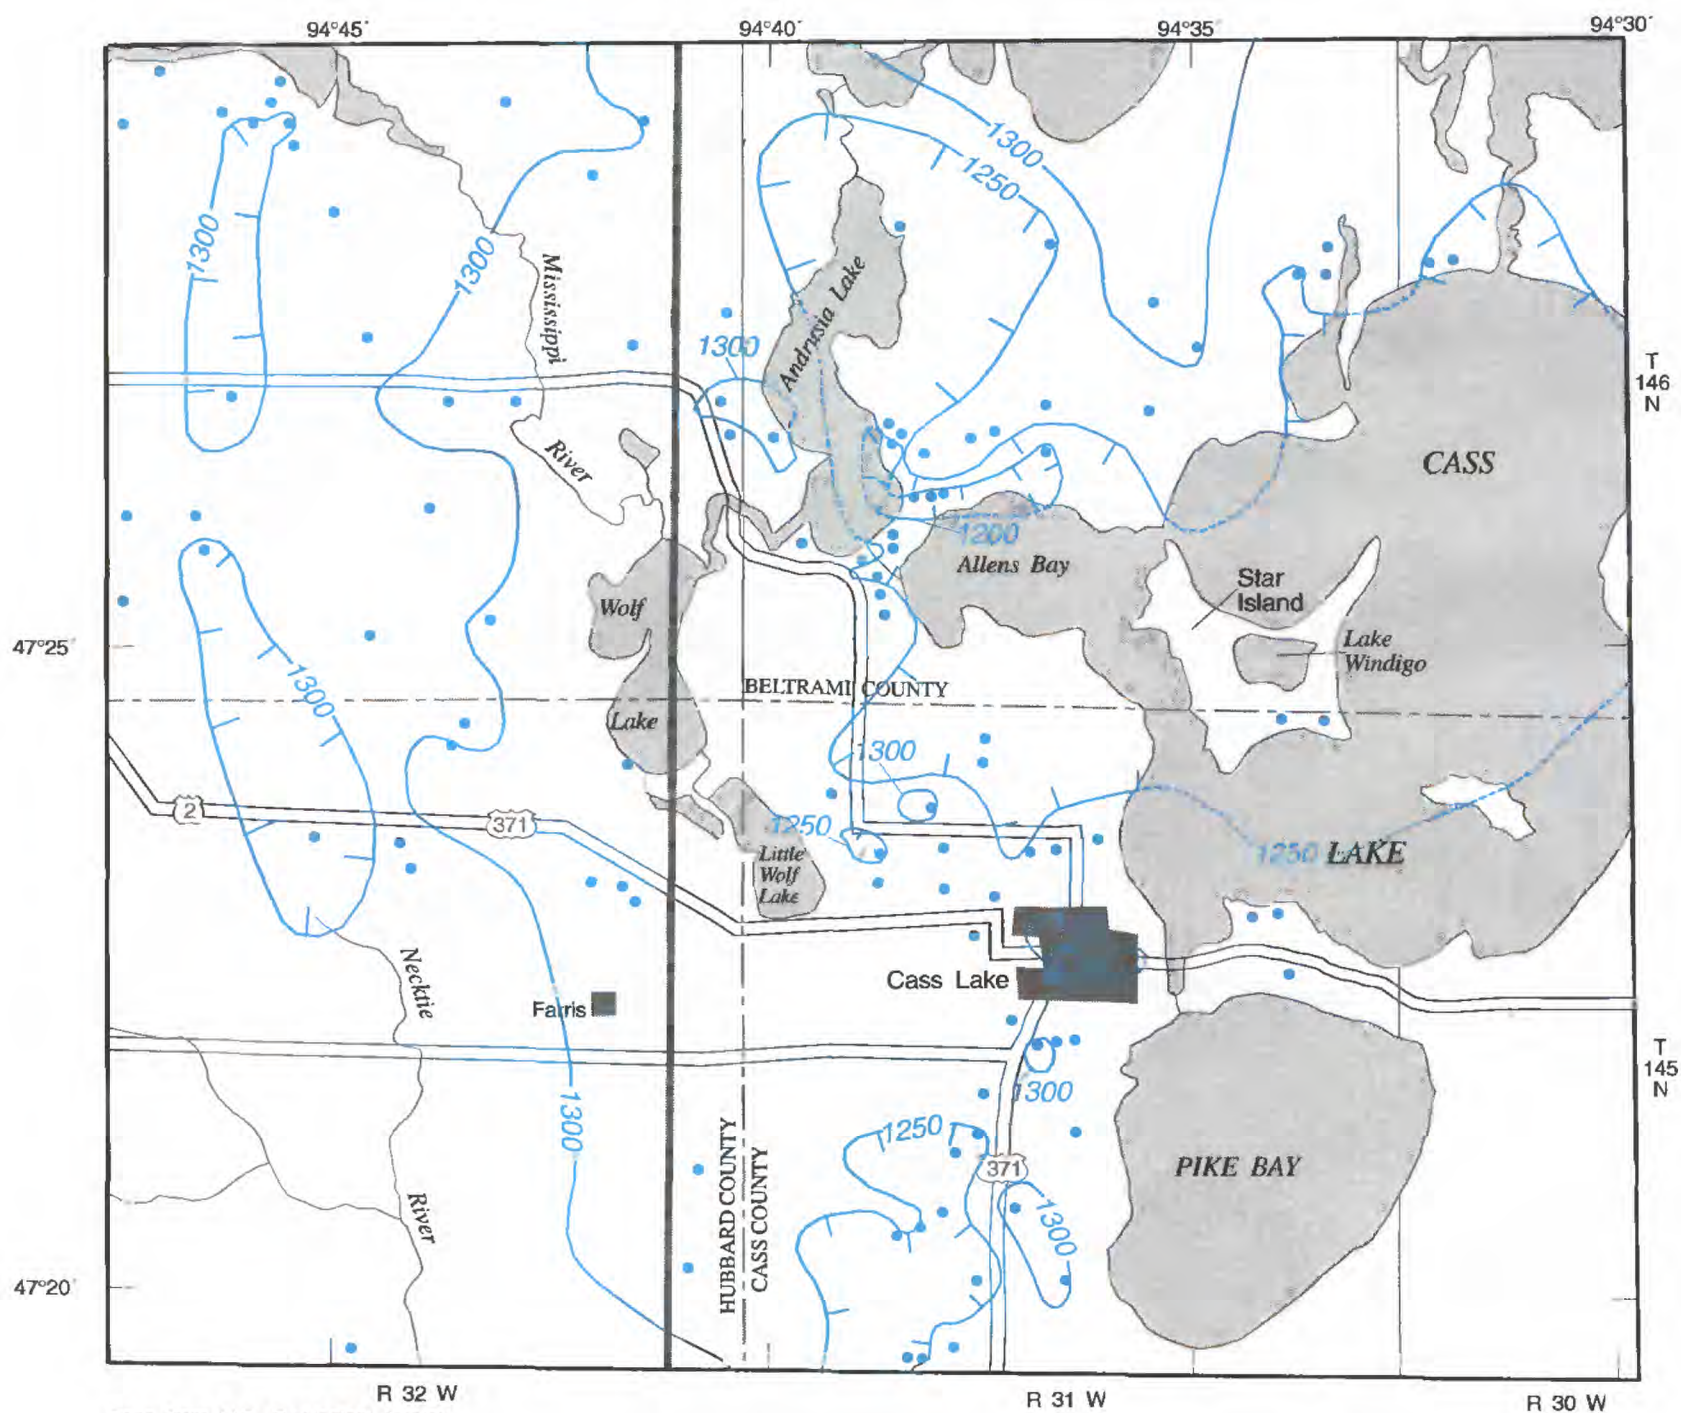 94°45′
94°40′
94°35′
94°30′
1300
1250
1300
1300
Mississippi
Andrusia Lake
1300
T
146
N
CASS
River
1200
Allens Bay
Star
Island
Wolf
Lake
Windigo
47°25′
1300
BELTRAMI COUNTY
Lake
1300
2
371
1250
Little
Wolf
Lake
1250
LAKE
Necktie
Cass Lake
Farris
T
145
N
1300
1300
HUBBARD COUNTY
CASS COUNTY
1250
371
PIKE BAY
River
1300
47°20′
R 32 W
R 31 W
R 30 W